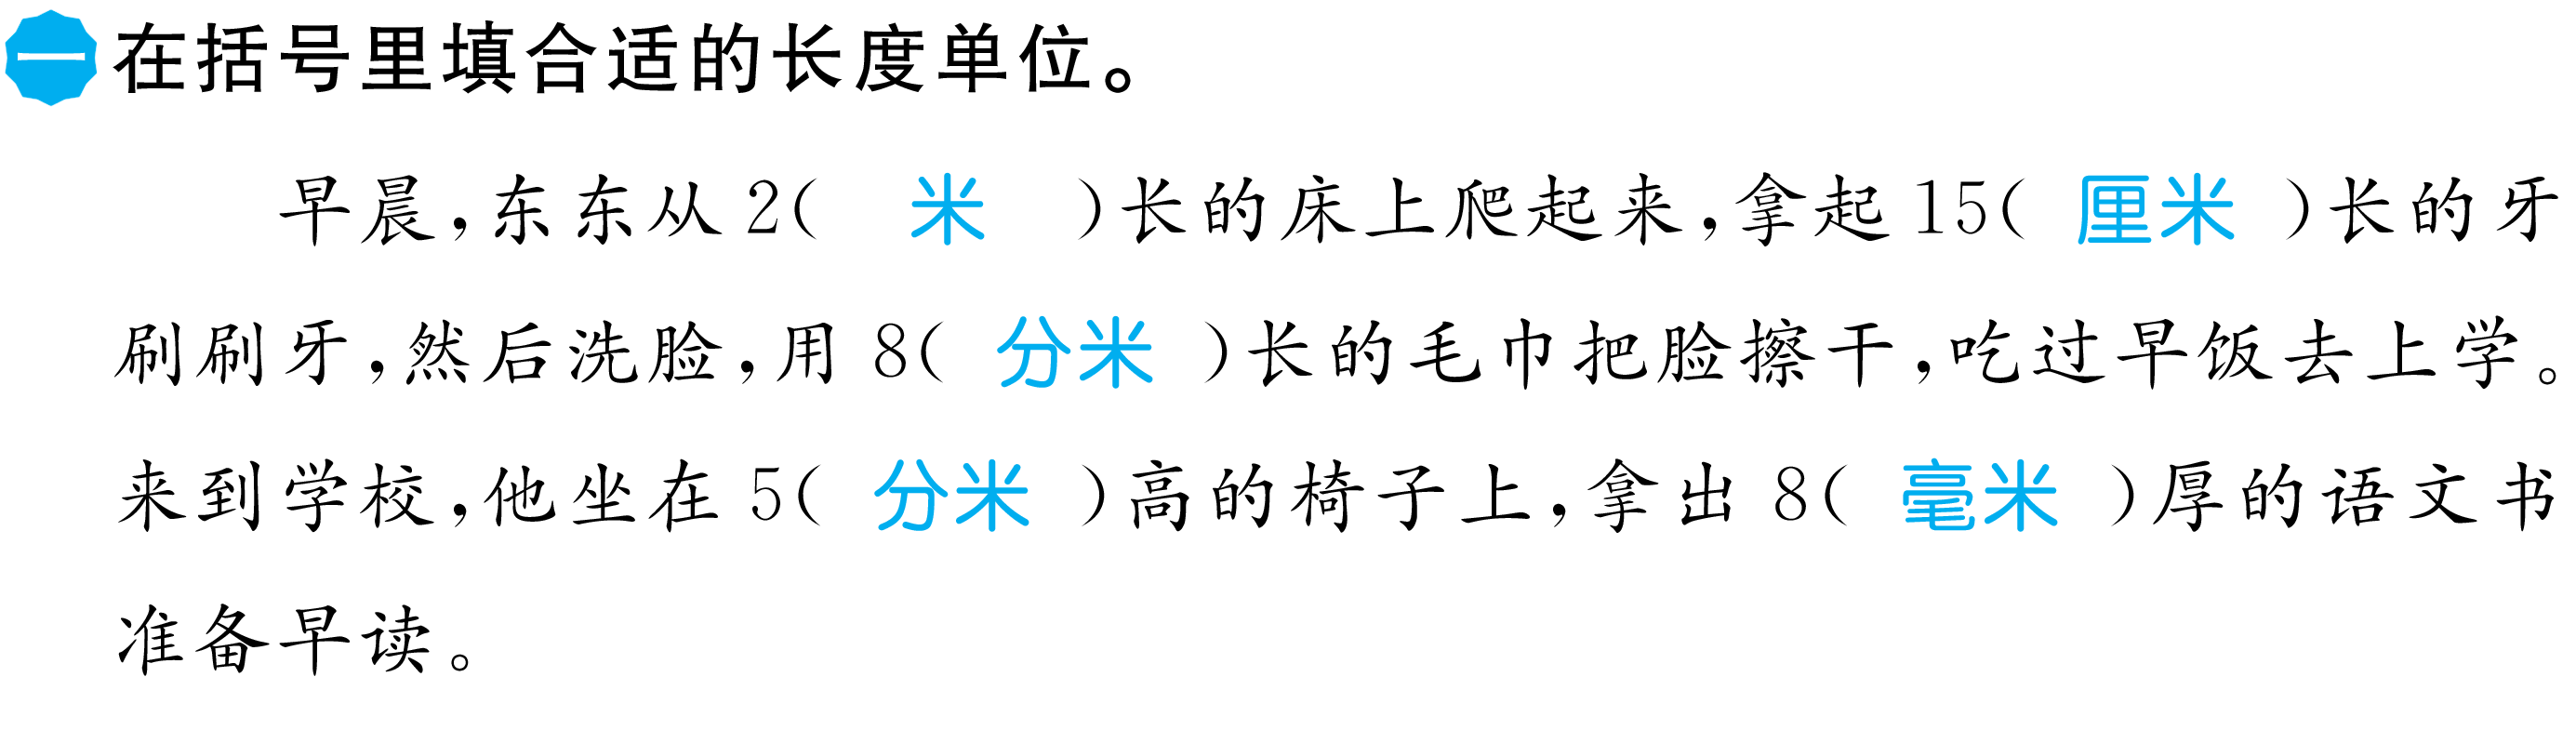 一 在括号里填合适的长度单位。
早晨,东东从2( 米 )长的床上爬起来,拿起15( 厘米 )长的牙
刷刷牙,然后洗脸,用 8( 分米 )长的毛巾把脸擦干,吃过早饭去上学。
来到学校,他坐在 5( 分米 )高的椅子上,拿出 8( 毫米 )厚的语文书
准备早读。